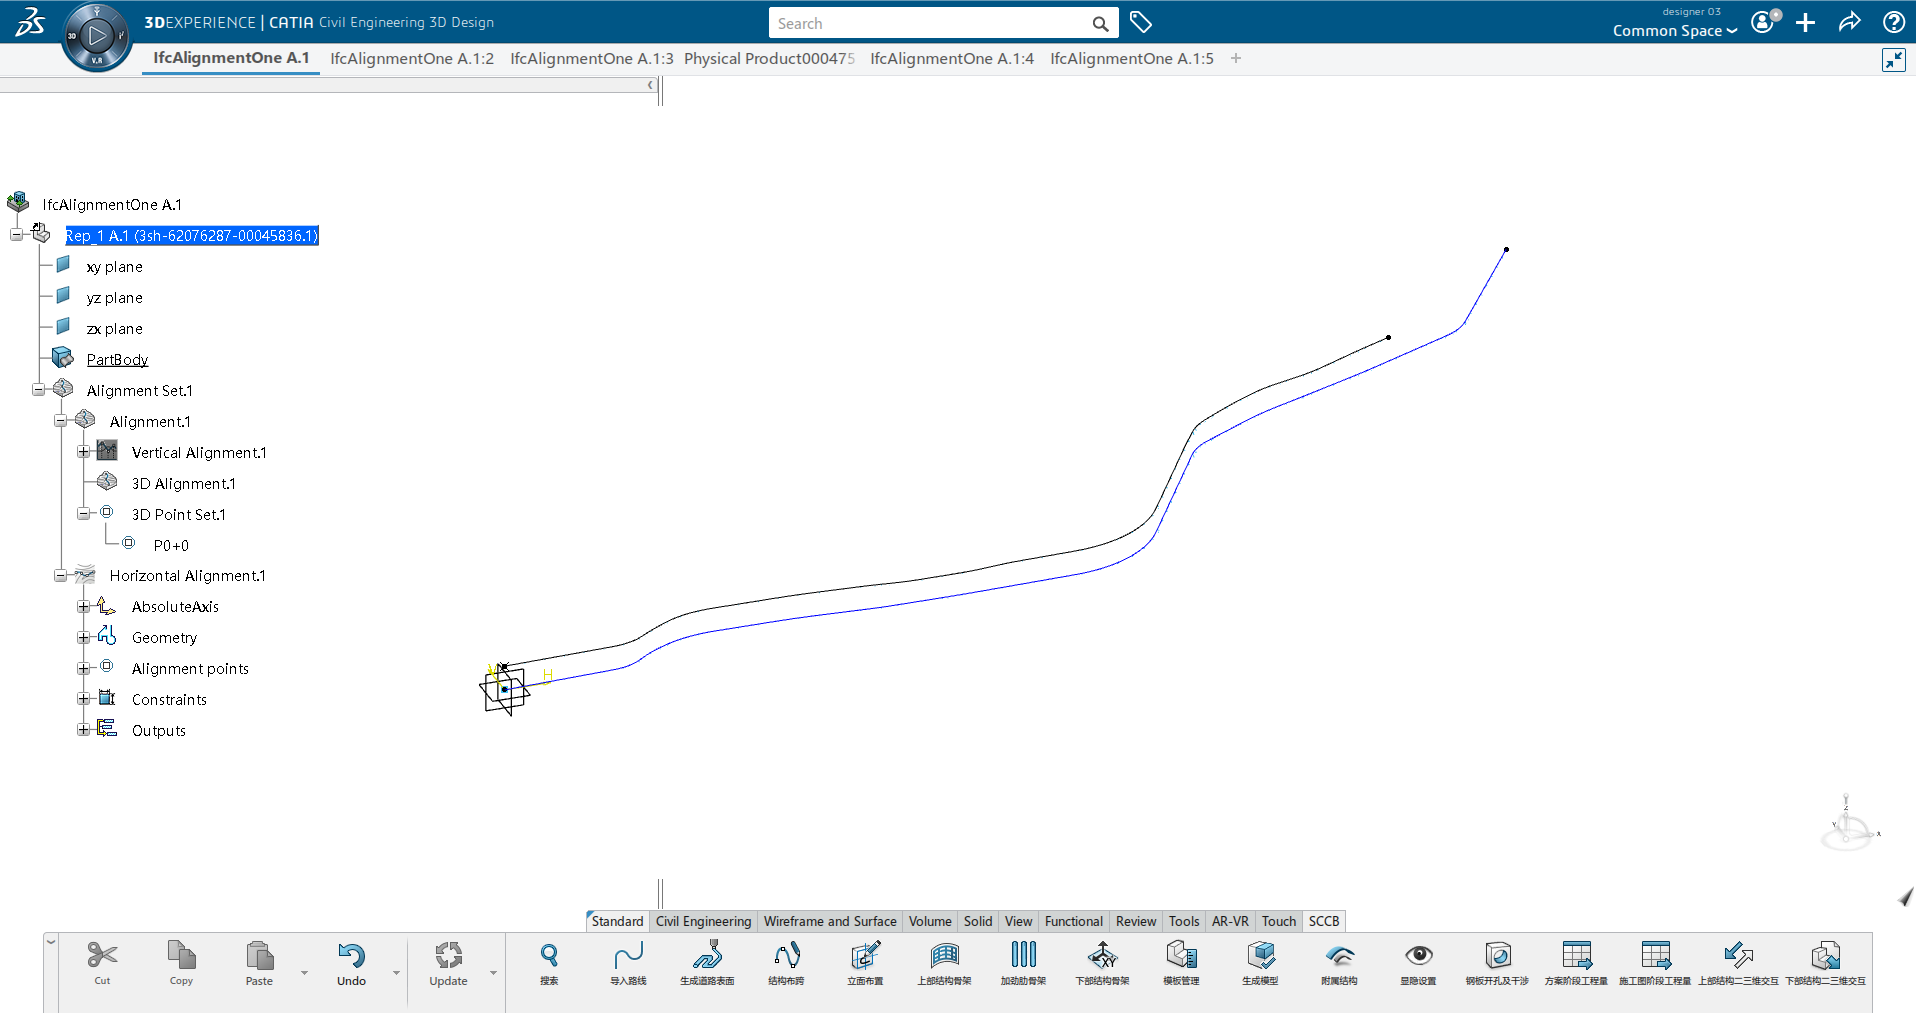 designer 03
3DEXPERIENCE | CATIA Civil Engineering 3D Design
Search
Common Space
3D
V.R
IfcAlignmentOne A.1
IfcAlignmentOne A.1:2
IfcAlignmentOne A.1:3
Physical Product000475
IfcAlignmentOne A.1:4
IfcAlignmentOne A.1:5
IfcAlignmentOne A.1
Rep_1 A.1 (3sh-62076287-00045836.1)
xy plane
yz plane
zx plane
PartBody
Alignment Set.1
Alignment.1
Vertical Alignment.1
3D Alignment.1
3D Point Set.1
P0+0
Horizontal Alignment.1
AbsoluteAxis
Geometry
Alignment points
Constraints
Outputs
H
Z
Y
X
Standard
Civil Engineering
Wireframe and Surface
Volume
Solid
View
Functional
Review
Tools
AR-VR
Touch
SCCB
Cut
Copy
Paste
Undo
Update
搜索
导入路线
生成道路表面
结构布跨
立面布置
上部结构骨架
加劲肋骨架
下部结构骨架
模板管理
生成模型
附属结构
显隐设置
钢板开孔及干涉
方案阶段工程量
施工图阶段工程量
上部结构二三维交互
下部结构二三维交互